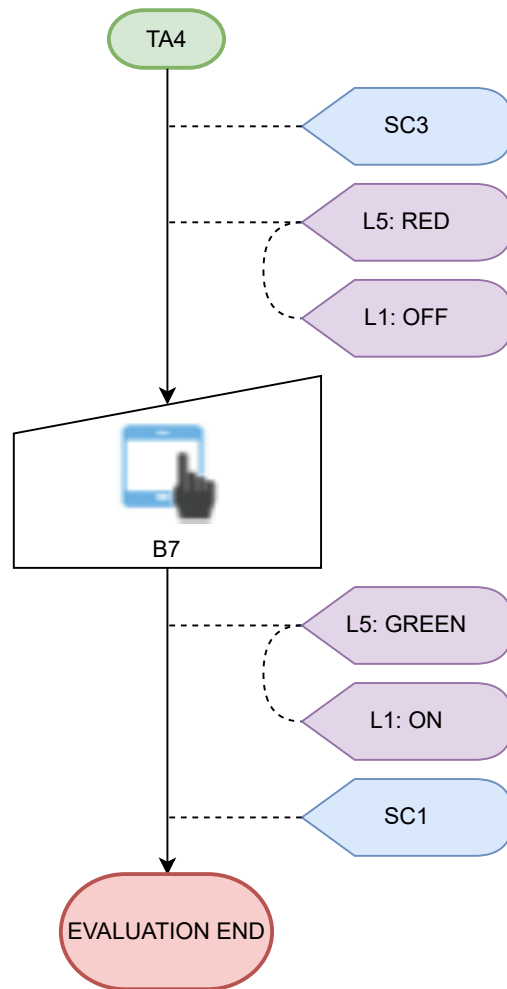 TA4
SC3
L5: RED
L1: OFF
B7
L5: GREEN
L1: ON
SC1
EVALUATION END